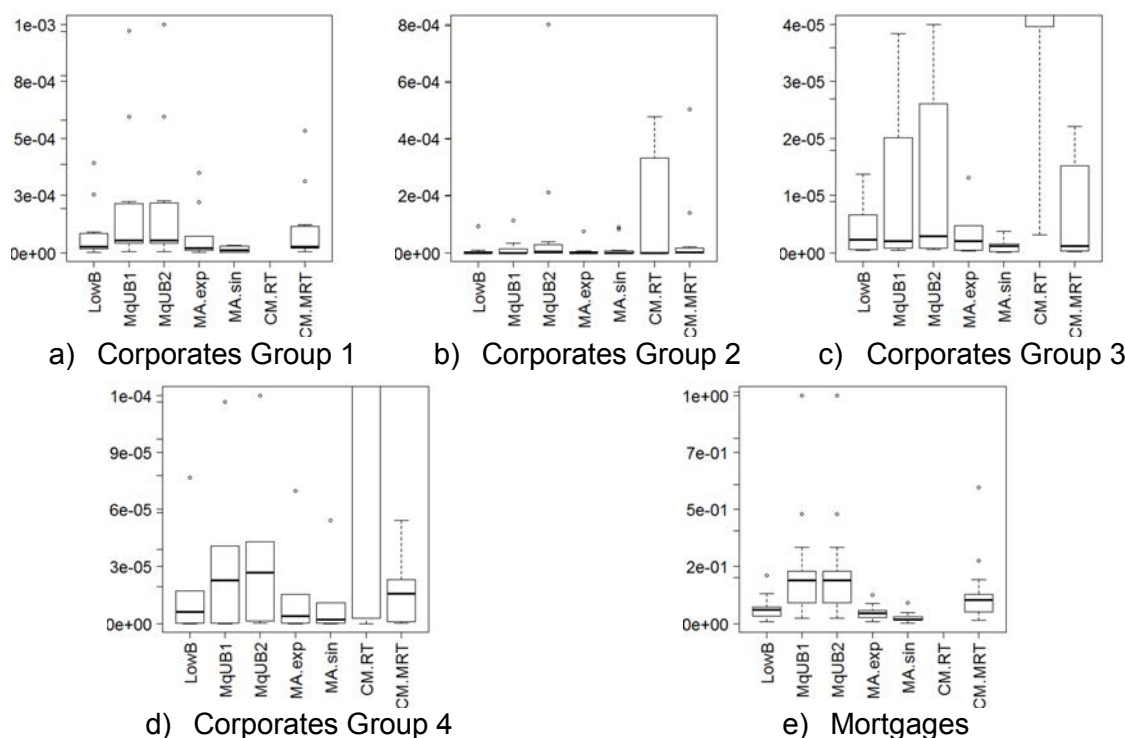 1e-03
8e-04
5e-04
3e-04
0e+00
LowB
MqUB1
MqUB2
MA.exp
MA.sin
CM.RT
CM.MRT
a) Corporates Group 1
8e-04
6e-04
4e-04
2e-04
0e+00
LowB
MqUB1
MqUB2
MA.exp
MA.sin
CM.RT
CM.MRT
b) Corporates Group 2
4e-05
3e-05
2e-05
1e-05
0e+00
LowB
MqUB1
MqUB2
MA.exp
MA.sin
CM.RT
CM.MRT
c) Corporates Group 3
1e-04
9e-05
6e-05
3e-05
0e+00
LowB
MqUB1
MqUB2
MA.exp
MA.sin
CM.RT
CM.MRT
d) Corporates Group 4
1e+00
7e-01
5e-01
2e-01
0e+00
LowB
MqUB1
MqUB2
MA.exp
MA.sin
CM.RT
CM.MRT
e) Mortgages